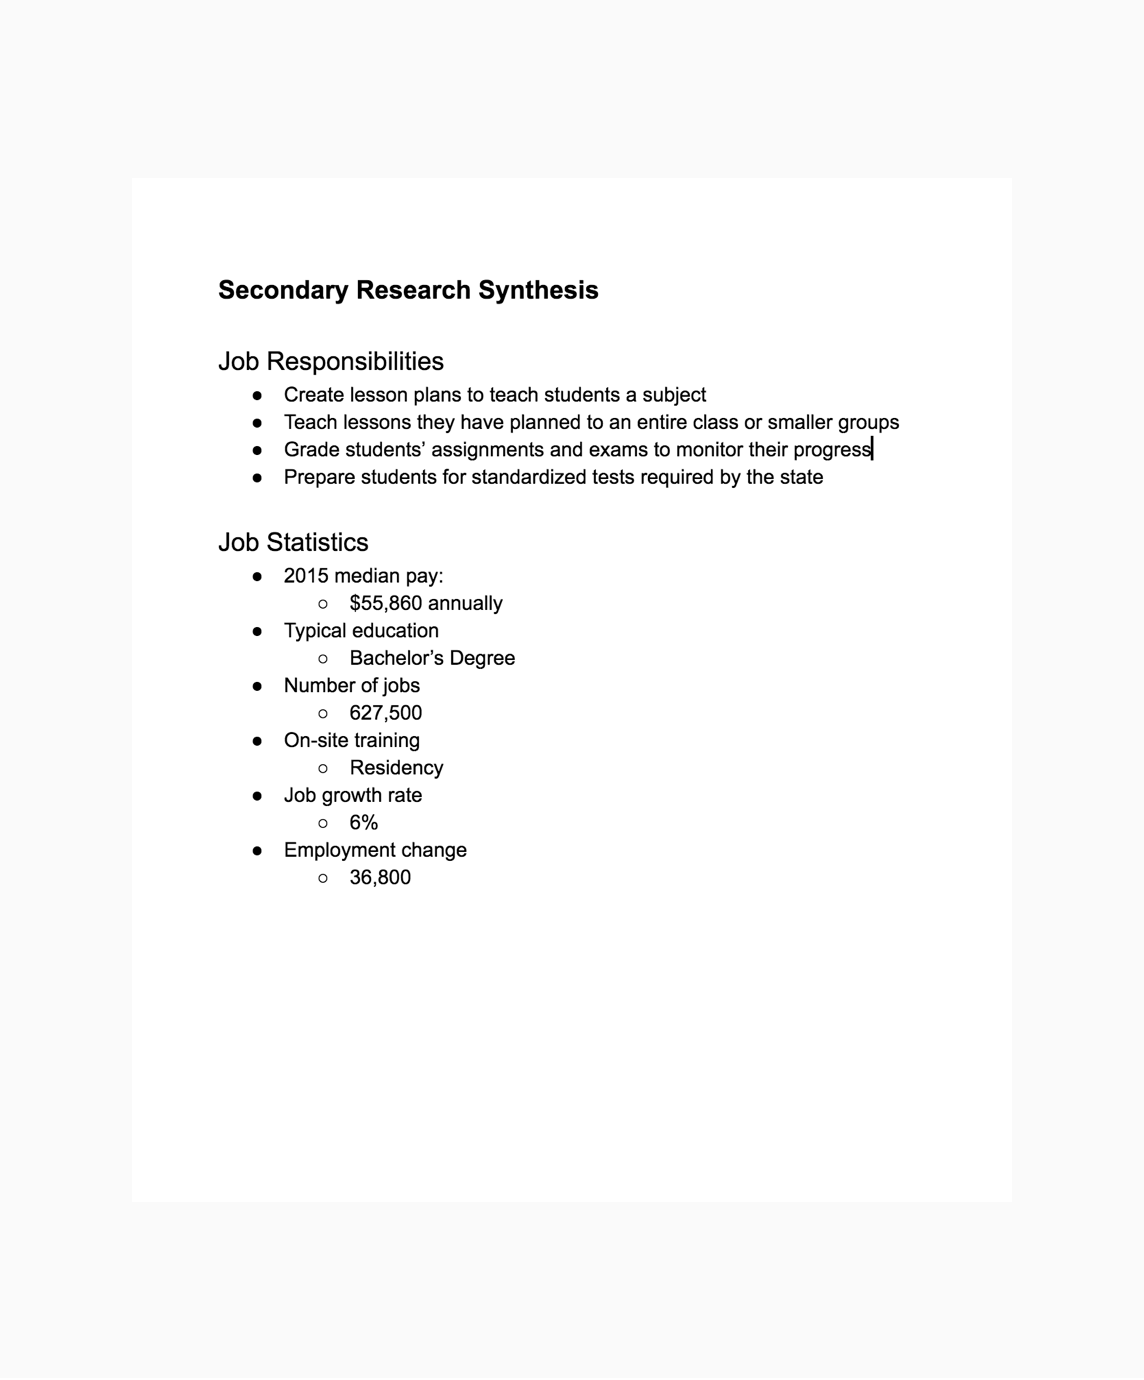 Secondary Research Synthesis
Job Responsibilities
● Create lesson plans to teach students a subject
● Teach lessons they have planned to an entire class or smaller groups
● Grade students’ assignments and exams to monitor their progress
● Prepare students for standardized tests required by the state
Job Statistics
● 2015 median pay:
○ $55,860 annually
● Typical education
○ Bachelor’s Degree
● Number of jobs
○ 627,500
● On-site training
○ Residency
● Job growth rate
○ 6%
● Employment change
○ 36,800